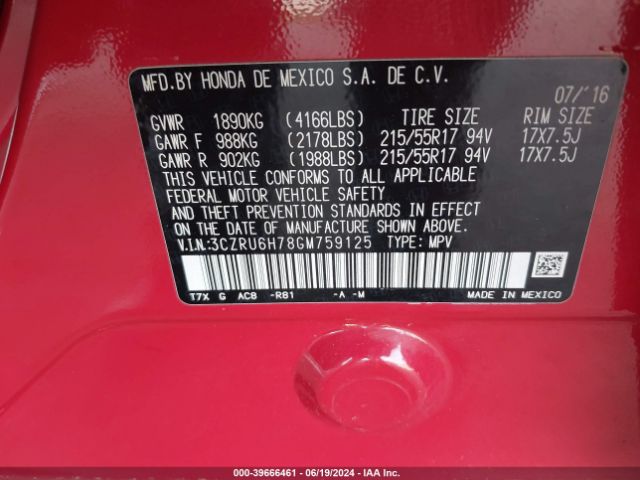 MFD.BY HONDA DE MEXICO S.A. DE C.V.
07/'16
GVWR 1890KG (4166LBS) TIRE SIZE RIM SIZE
GAWR F 988KG (2178LBS) 215/55R17 94V 17X7.5J
GAWR R 902KG (1988LBS) 215/55R17 94V 17X7.5J
THIS VEHICLE CONFORMS TO ALL APPLICABLE
FEDERAL MOTOR VEHICLE SAFETY
AND THEFT PREVENTION STANDARDS IN EFFECT
ON THE DATE OF MANUFACTURE SHOWN ABOVE.
V.I.N:3CZRU6H78GM759125 TYPE: MPV
T7X G AC8 -R81 -A -M MADE IN MEXICO
000-39666461 - 06/19/2024 - IAA Inc.